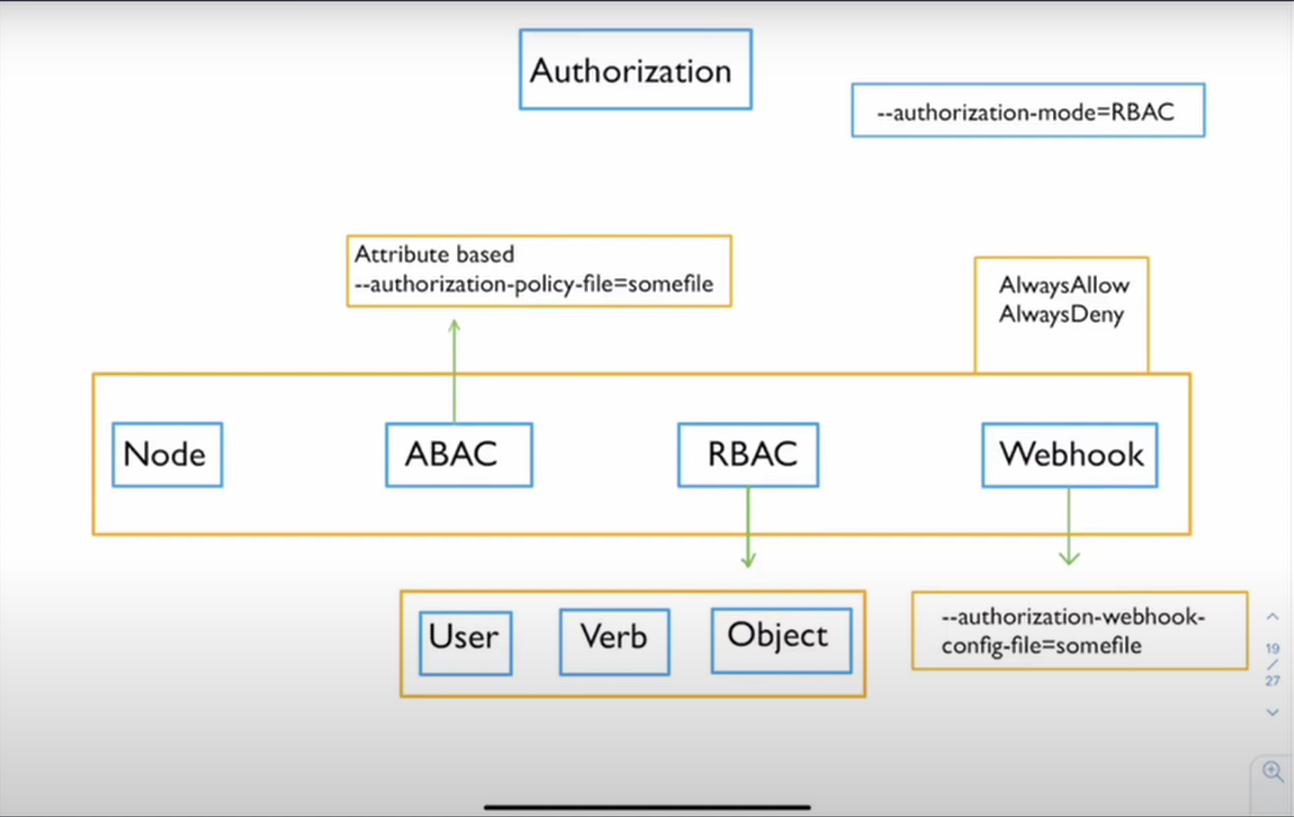 Authorization
--authorization-mode=RBAC
Attribute based
--authorization-policy-file=somefile
AlwaysAllow
AlwaysDeny
Node
ABAC
RBAC
Webhook
User
Verb
Object
--authorization-webhook-
config-file=somefile
19
/
27